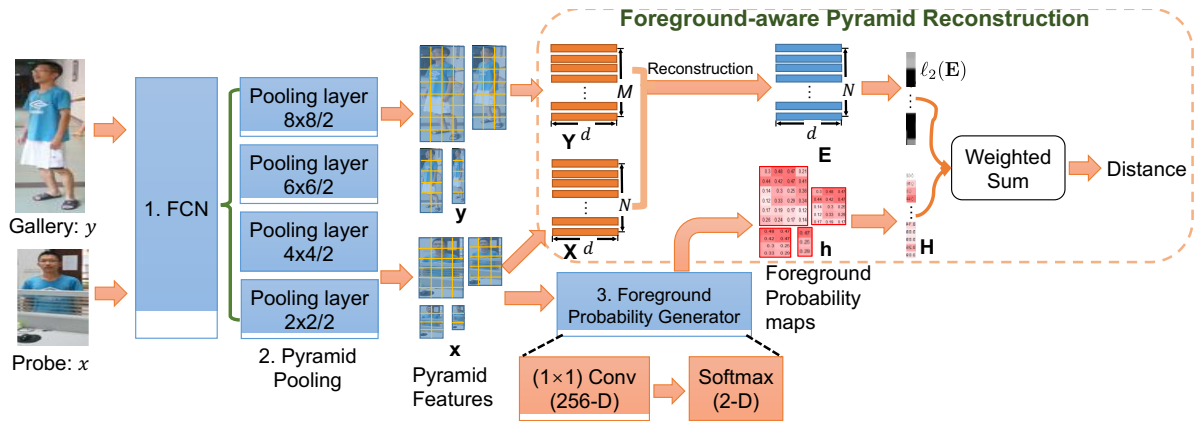 Foreground-aware Pyramid Reconstruction
Pooling layer
8x8/2
Pooling layer
6x6/2
Pooling layer
4x4/2
Pooling layer
2x2/2
1. FCN
2. Pyramid
Pooling
Gallery: y
Probe: x
y
x
Pyramid
Features
M
⋮
d
Y
N
⋮
d
X
Reconstruction
N
⋮
d
E
ℓ₂(E)
⋮
Weighted
Sum
Distance
h
⋮
H
Foreground
Probability
maps
3. Foreground
Probability Generator
(1×1) Conv
(256-D)
Softmax
(2-D)